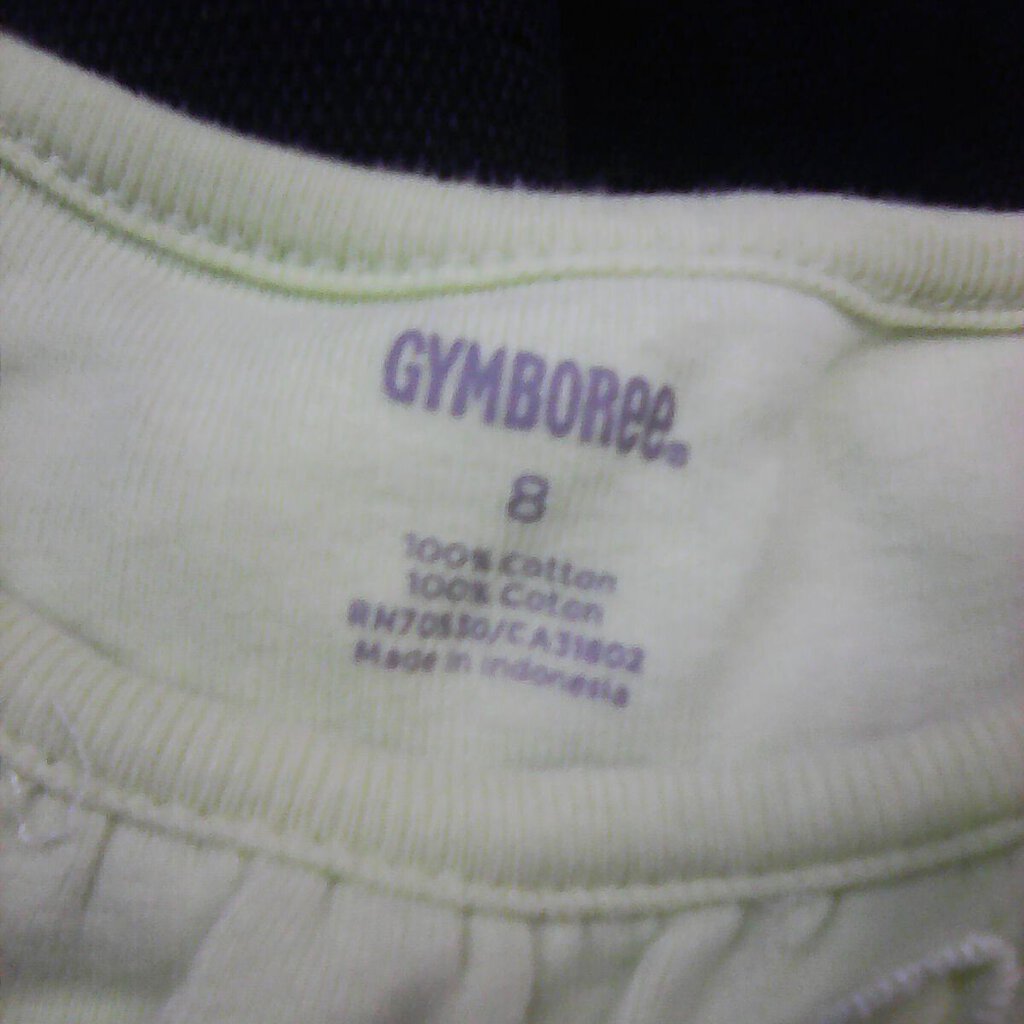 GYMBOREE®
8
100% Cotton
100% Coton
RN70530/CA31802
Made in Indonesia